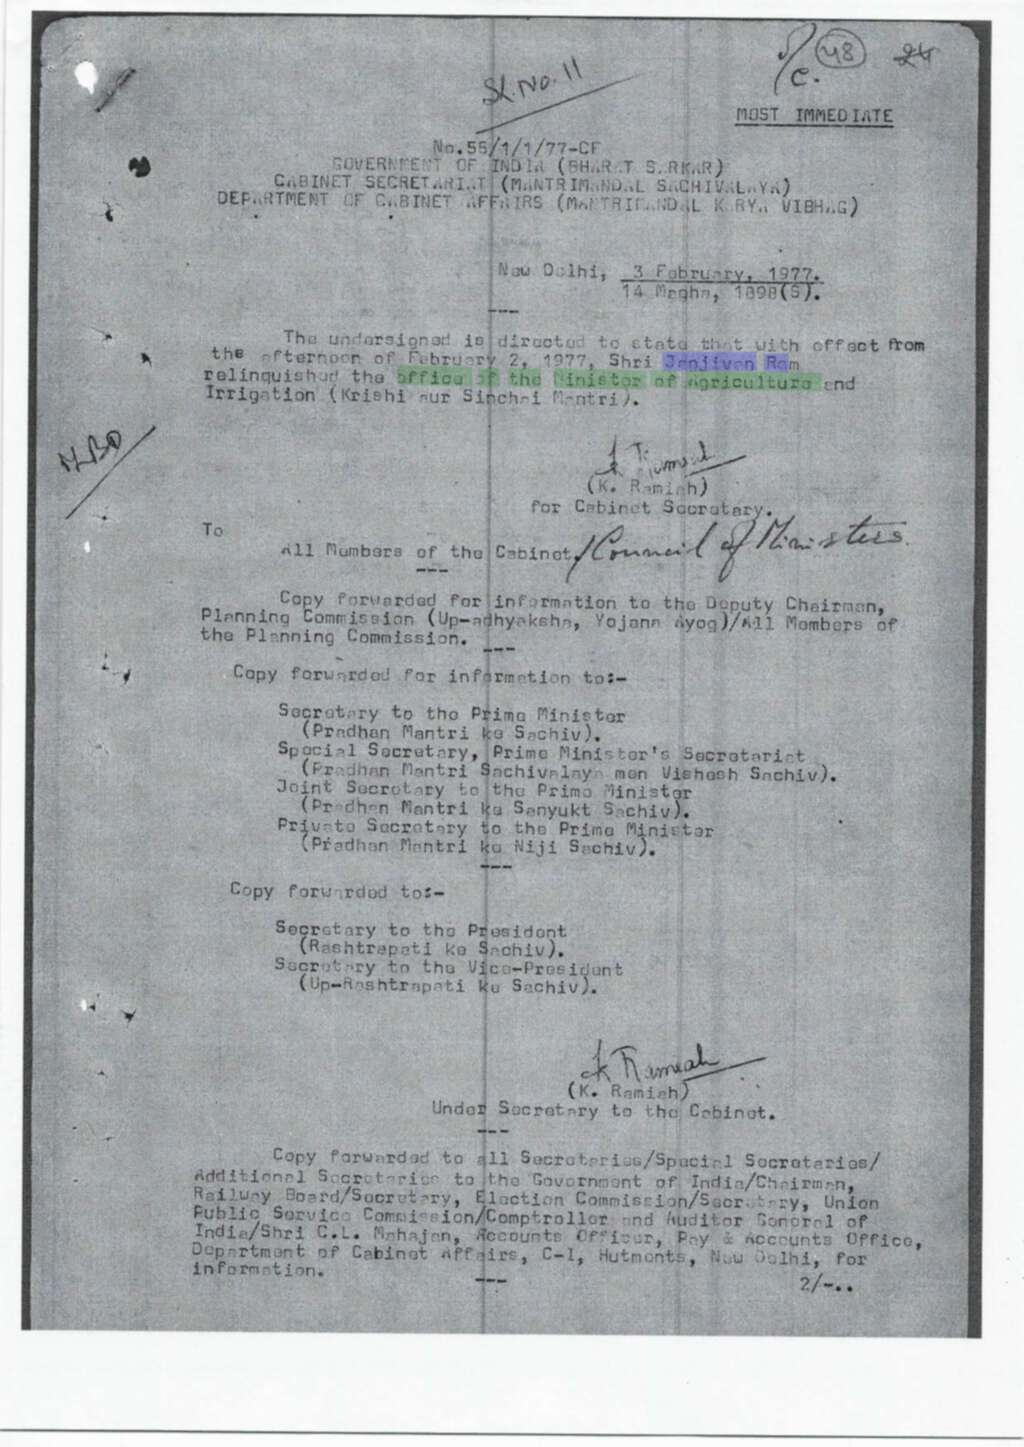 48 24
C.
Sl.No.11
MOST IMMEDIATE
No.55/1/1/77-CF
GOVERNMENT OF INDIA (BHARAT SARKAR)
CABINET SECRETARIAT (MANTRIMANDAL SACHIVALAYA)
DEPARTMENT OF CABINET AFFAIRS (MANTRIMANDAL KARYA VIBHAG)
New Delhi, 3 February, 1977.
14 Magha, 1898(S).
---
The undersigned is directed to state that with effect from
the afternoon of February 2, 1977, Shri Jagjivan Ram
relinquished the office of the Minister of Agriculture and
Irrigation (Krishi aur Sinchai Mantri).
K Ramiah
(K. Ramiah)
for Cabinet Secretary.
To
All Members of the Cabinet/Council of Ministers.
---
Copy forwarded for information to the Deputy Chairman,
Planning Commission (Up-adhyaksha, Yojana Ayog)/All Members of
the Planning Commission.
---
Copy forwarded for information to:-
Secretary to the Prime Minister
(Pradhan Mantri ke Sachiv).
Special Secretary, Prime Minister's Secretariat
(Pradhan Mantri Sachivalaya men Vishesh Sachiv).
Joint Secretary to the Prime Minister
(Pradhan Mantri ke Sanyukt Sachiv).
Private Secretary to the Prime Minister
(Pradhan Mantri ke Niji Sachiv).
---
Copy forwarded to:-
Secretary to the President
(Rashtrapati ke Sachiv).
Secretary to the Vice-President
(Up-Rashtrapati ke Sachiv).
K Ramiah
(K. Ramiah)
Under Secretary to the Cabinet.
---
Copy forwarded to all Secretaries/Special Secretaries/
Additional Secretaries to the Government of India/Chairman,
Railway Board/Secretary, Election Commission/Secretary, Union
Public Service Commission/Comptroller and Auditor General of
India/Shri C.L. Mahajan, Accounts Officer, Pay & Accounts Office,
Department of Cabinet Affairs, C-1, Hutments, New Delhi, for
information.
---
2/-..